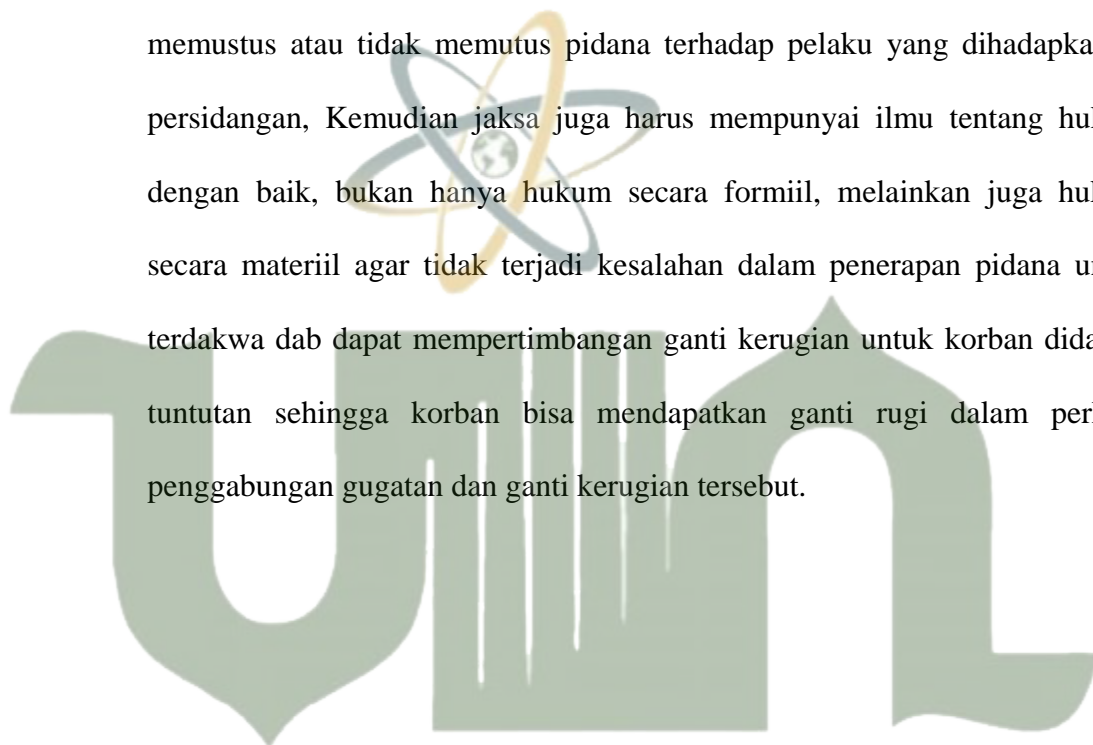 memustus atau tidak memutus pidana terhadap pelaku yang dihadapka
persidangan, Kemudian jaksa juga harus mempunyai ilmu tentang hu
dengan baik, bukan hanya hukum secara formiil, melainkan juga hu
secara materiil agar tidak terjadi kesalahan dalam penerapan pidana u
terdakwa dab dapat mempertimbangan ganti kerugian untuk korban dida
tuntutan sehingga korban bisa mendapatkan ganti rugi dalam per
penggabungan gugatan dan ganti kerugian tersebut.